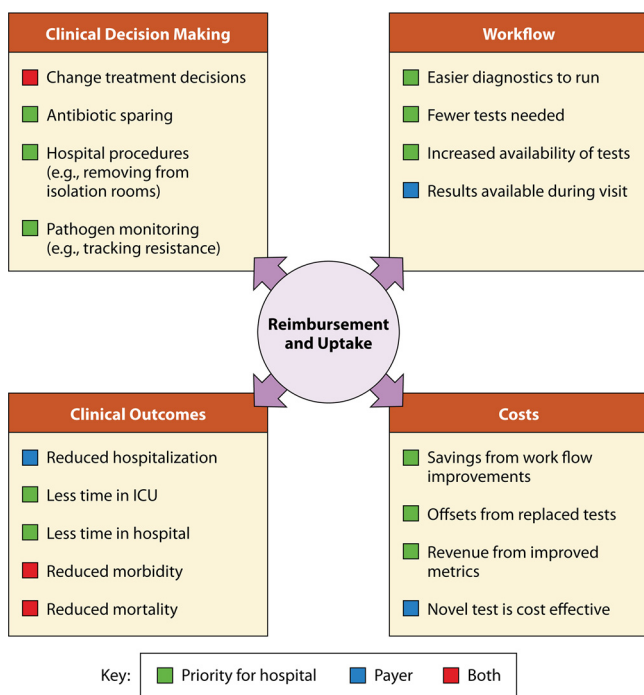 Clinical Decision Making
Change treatment decisions
Antibiotic sparing
Hospital procedures
(e.g., removing from
isolation rooms)
Pathogen monitoring
(e.g., tracking resistance)
Workflow
Easier diagnostics to run
Fewer tests needed
Increased availability of tests
Results available during visit
Reimbursement
and Uptake
Clinical Outcomes
Reduced hospitalization
Less time in ICU
Less time in hospital
Reduced morbidity
Reduced mortality
Costs
Savings from work flow
improvements
Offsets from replaced tests
Revenue from improved
metrics
Novel test is cost effective
Key: Priority for hospital Payer Both